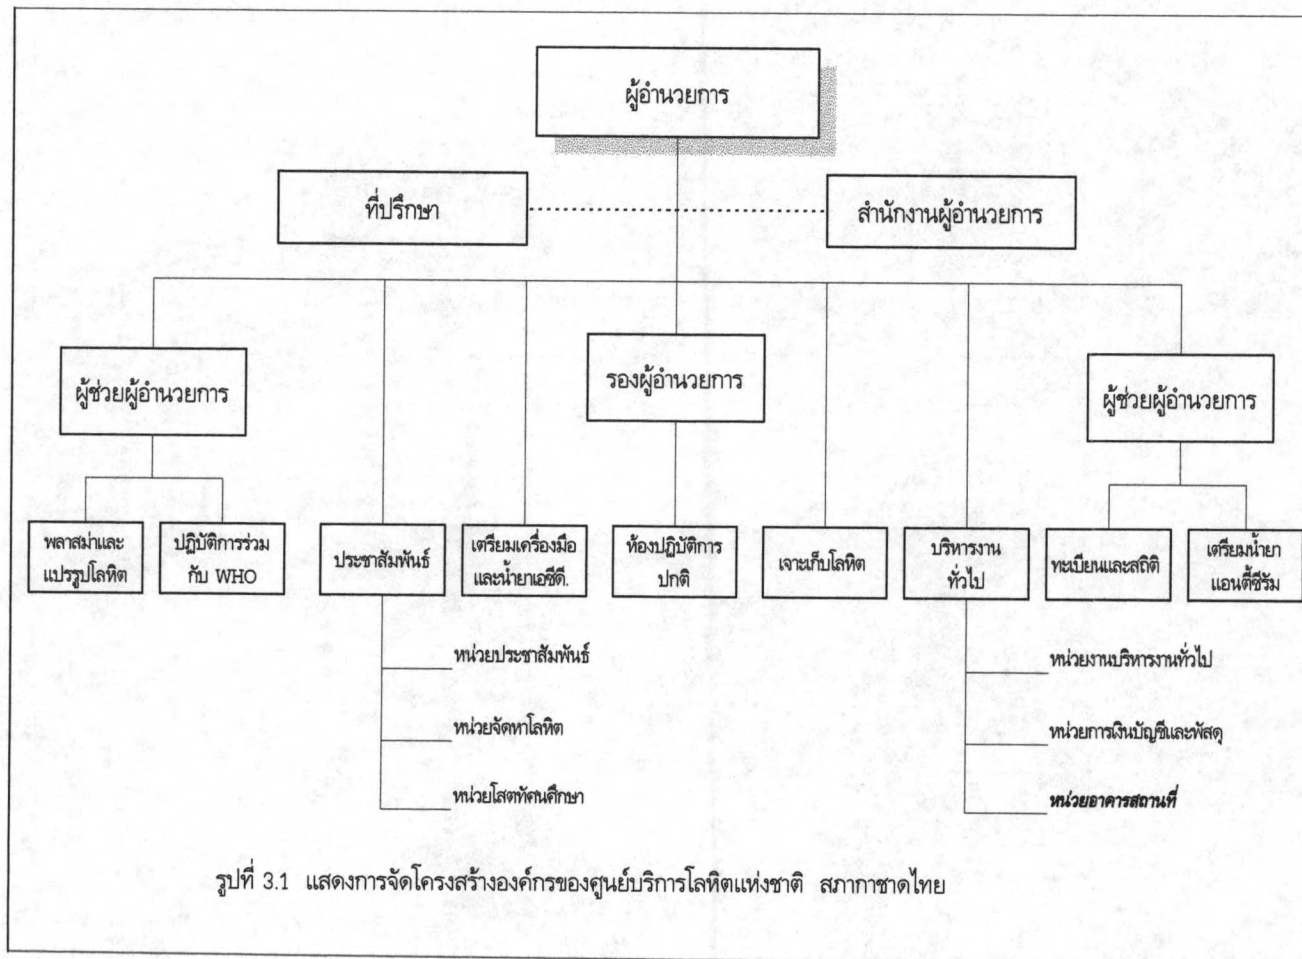 ผู้อำนวยการ
ที่ปรึกษา
สำนักงานผู้อำนวยการ
ผู้ช่วยผู้อำนวยการ
รองผู้อำนวยการ
ผู้ช่วยผู้อำนวยการ
พลาสม่าและ
แปรรูปโลหิต
ปฏิบัติการร่วม
กับ WHO
ประชาสัมพันธ์
เตรียมเครื่องมือ
และน้ำยาเอซีดี.
ห้องปฏิบัติการ
ปกติ
เจาะเก็บโลหิต
บริหารงาน
ทั่วไป
ทะเบียนและสถิติ
เตรียมน้ำยา
แอนตี้ซีรัม
หน่วยประชาสัมพันธ์
หน่วยจัดหาโลหิต
หน่วยโสตทัศนศึกษา
หน่วยงานบริหารงานทั่วไป
หน่วยการเงินบัญชีและพัสดุ
หน่วยอาคารสถานที่
รูปที่ 3.1 แสดงการจัดโครงสร้างองค์กรของศูนย์บริการโลหิตแห่งชาติ สภากาชาดไทย